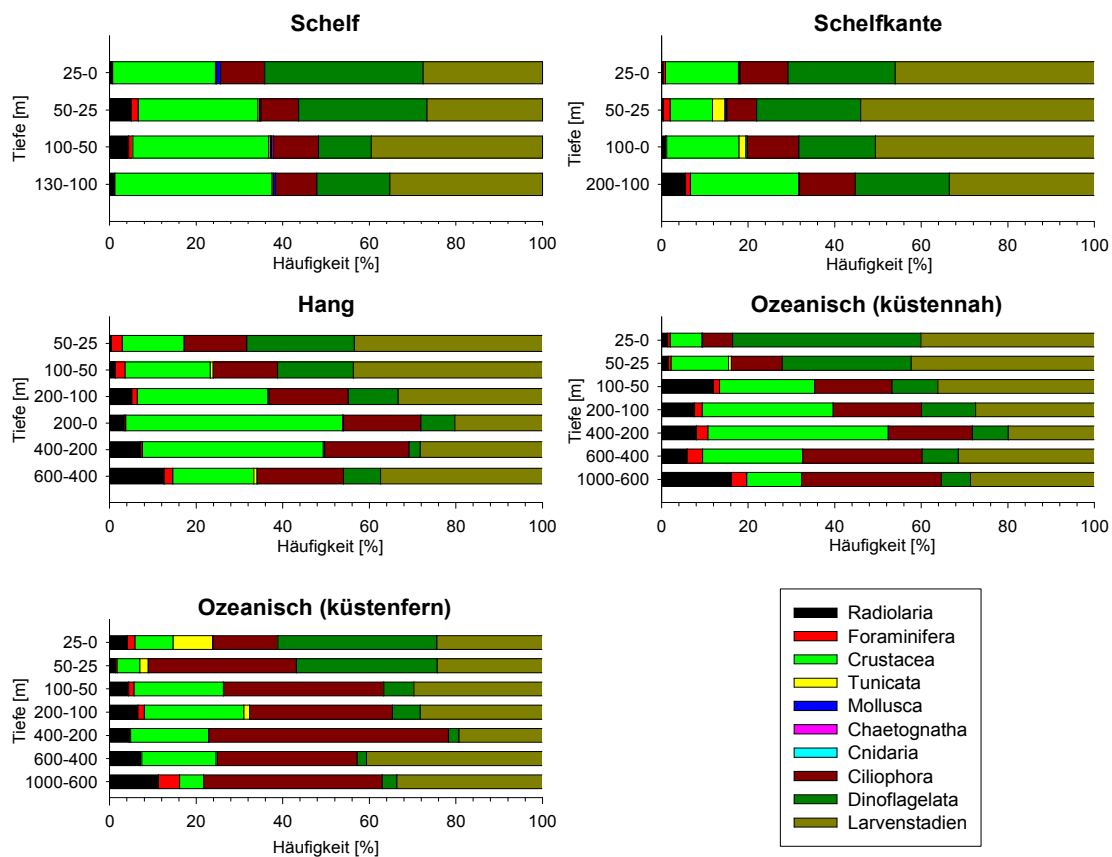 Schelf
Tiefe [m]
25-0
50-25
100-50
130-100
0 20 40 60 80 100
Häufigkeit [%]
Schelfkante
Tiefe [m]
25-0
50-25
100-0
200-100
0 20 40 60 80 100
Häufigkeit [%]
Hang
Tiefe [m]
50-25
100-50
200-100
200-0
400-200
600-400
0 20 40 60 80 100
Häufigkeit [%]
Ozeanisch (küstennah)
Tiefe [m]
25-0
50-25
100-50
200-100
400-200
600-400
1000-600
0 20 40 60 80 100
Häufigkeit [%]
Ozeanisch (küstenfern)
Tiefe [m]
25-0
50-25
100-50
200-100
400-200
600-400
1000-600
0 20 40 60 80 100
Häufigkeit [%]
Radiolaria
Foraminifera
Crustacea
Tunicata
Mollusca
Chaetognatha
Cnidaria
Ciliophora
Dinoflagelata
Larvenstadien